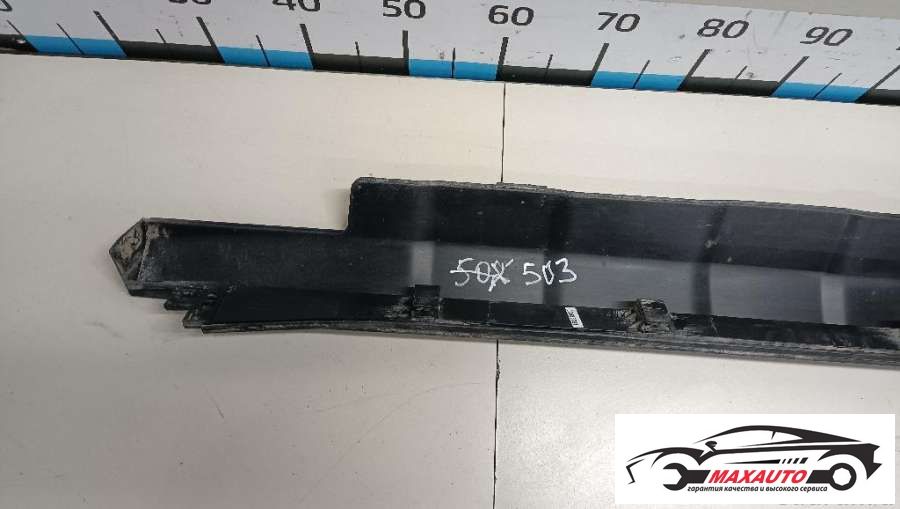 40 50 60 70 80 90
503
MAXAUTO
гарантия качества и высокого сервиса